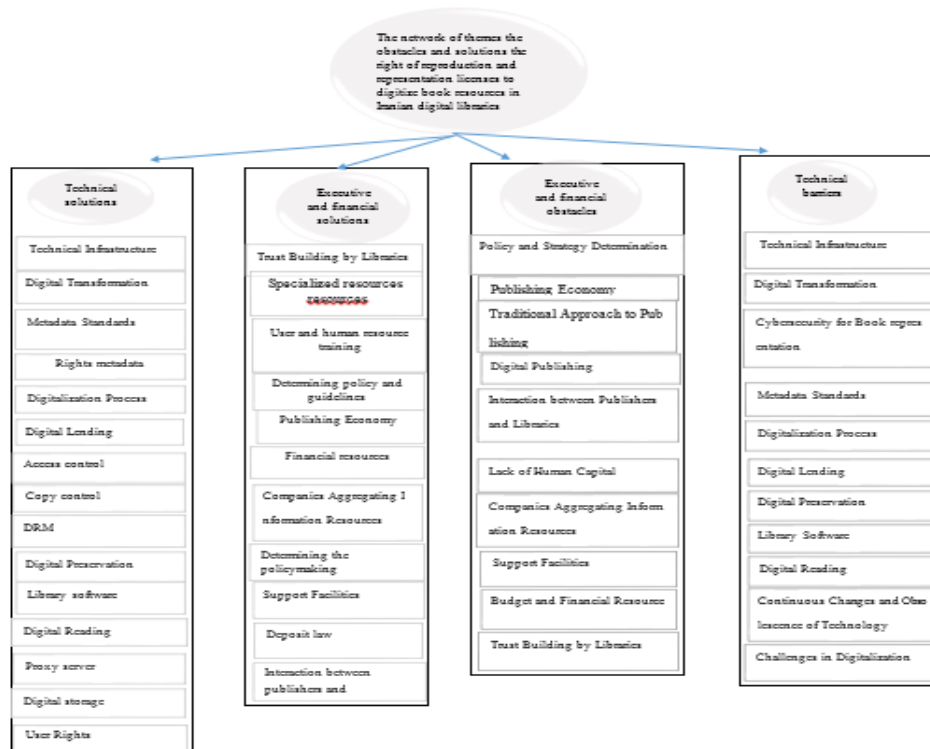 The network of themes the
obstacles and solutions the
right of reproduction and
representation licenses to
digitize book resources in
Iranian digital libraries
Technical
solutions
Technical Infrastructure
Digital Transformation
Metadata Standards
Rights metadata
Digitalization Process
Digital Lending
Access control
Copy control
DRM
Digital Preservation
Library software
Digital Reading
Proxy server
Digital storage
User Rights
Executive
and financial
solutions
Trust Building by Libraries
Specialized resources
resources
User and human resource
training
Determining policy and
guidelines
Publishing Economy
Financial resources
Companies Aggregating I
nformation Resources
Determining the
policymaking
Support Facilities
Deposit law
Interaction between
publishers and
Executive
and financial
obstacles
Policy and Strategy Determination
Publishing Economy
Traditional Approach to Pub
lishing
Digital Publishing
Interaction between Publishers
and Libraries
Lack of Human Capital
Companies Aggregating Inform
ation Resources
Support Facilities
Budget and Financial Resource
Trust Building by Libraries
Technical
barriers
Technical Infrastructure
Digital Transformation
Cybersecurity for Book repres
entation
Metadata Standards
Digitalization Process
Digital Lending
Digital Preservation
Library Software
Digital Reading
Continuous Changes and Obso
lescence of Technology
Challenges in Digitalization